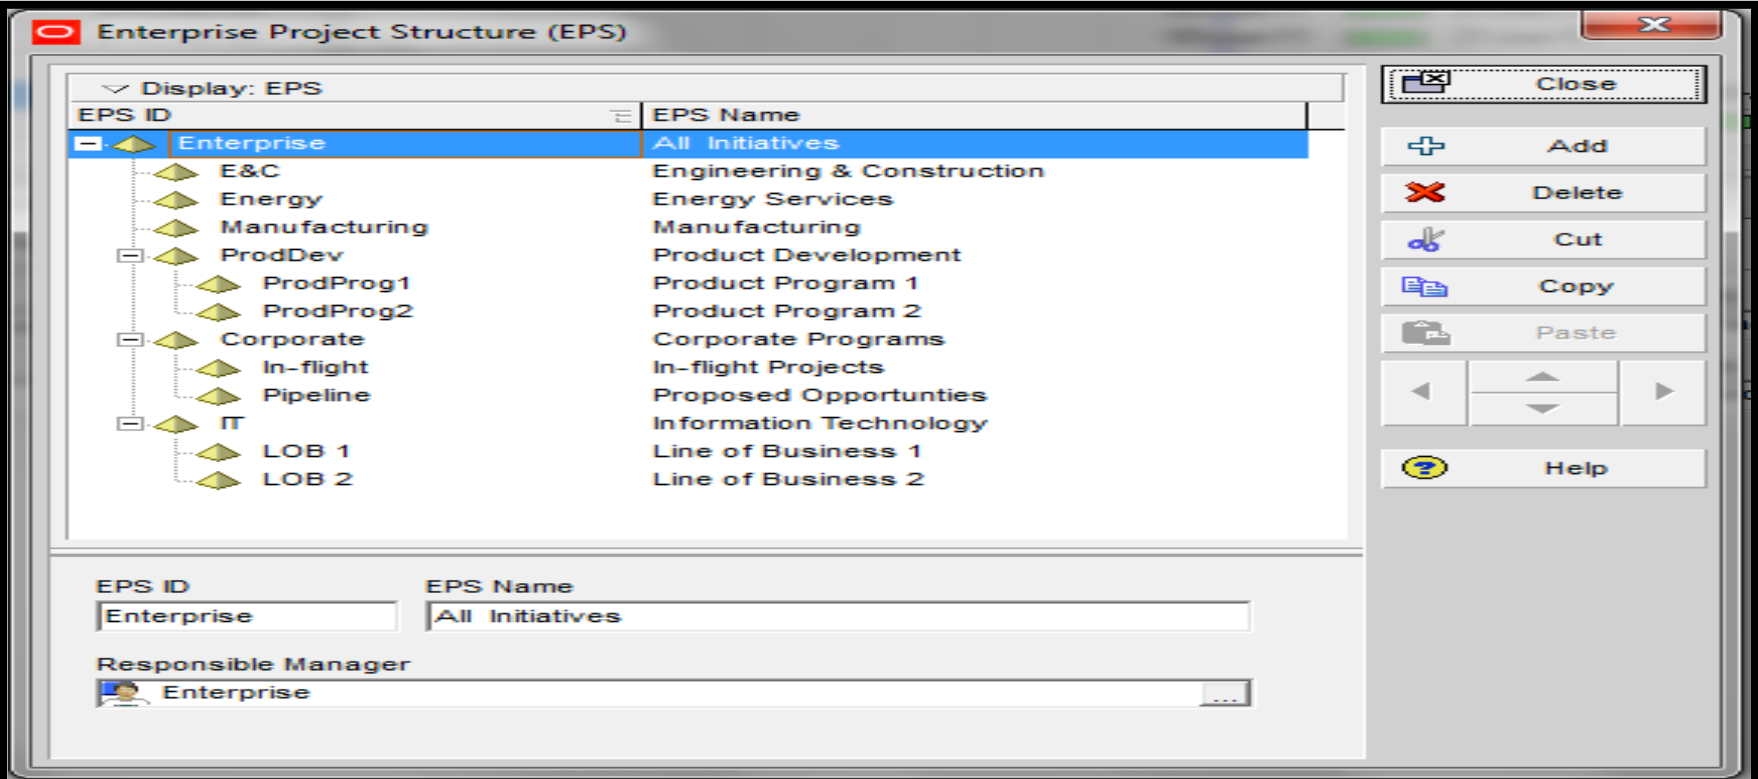 Enterprise Project Structure (EPS)
Display: EPS
EPS ID EPS Name
Enterprise All Initiatives
E&C Engineering & Construction
Energy Energy Services
Manufacturing Manufacturing
ProdDev Product Development
ProdProg1 Product Program 1
ProdProg2 Product Program 2
Corporate Corporate Programs
In-flight In-flight Projects
Pipeline Proposed Opportunties
IT Information Technology
LOB 1 Line of Business 1
LOB 2 Line of Business 2
EPS ID EPS Name
Enterprise All Initiatives
Responsible Manager
Enterprise ...
Close
Add
Delete
Cut
Copy
Paste
Help